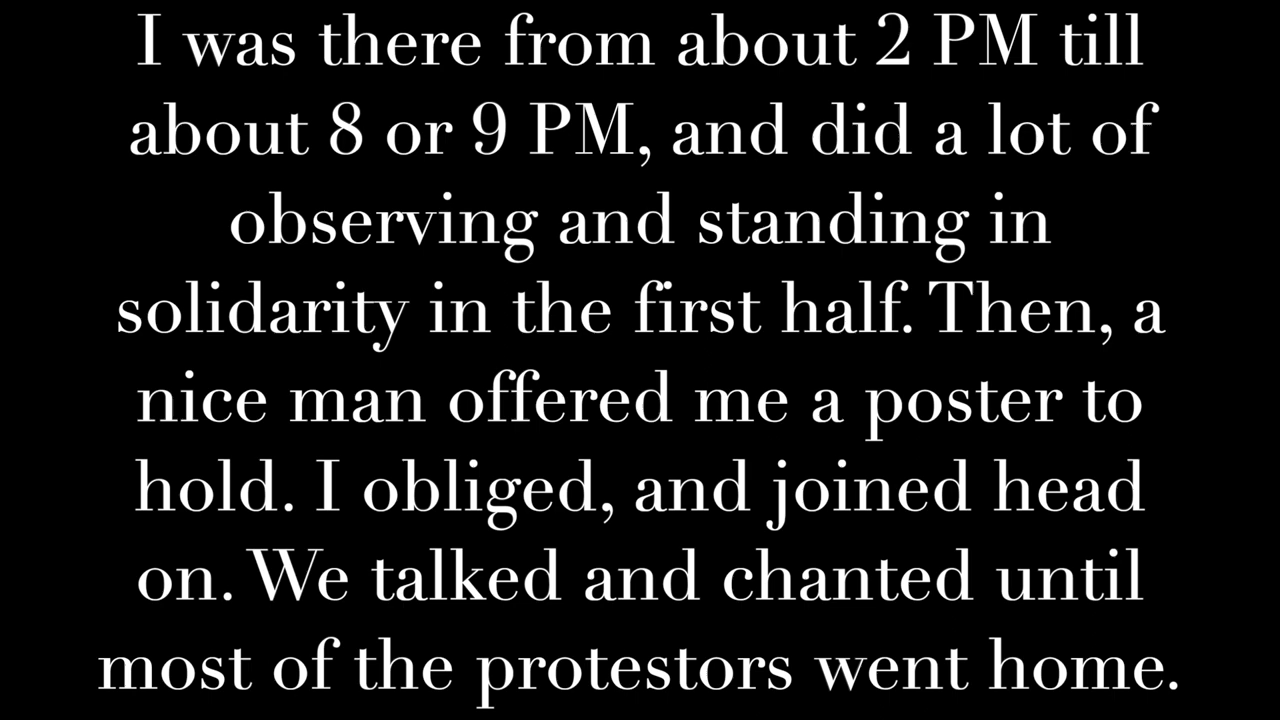 I was there from about 2 PM till
about 8 or 9 PM, and did a lot of
observing and standing in
solidarity in the first half. Then, a
nice man offered me a poster to
hold. I obliged, and joined head
on. We talked and chanted until
most of the protestors went home.